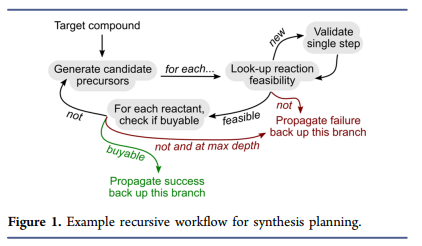 Target compound
new
Validate
single step
Generate candidate
precursors
for each...
Look-up reaction
feasibility
not
For each reactant,
check if buyable
feasible
not
Propagate failure
back up this branch
buyable
not and at max depth
Propagate success
back up this branch
Figure 1. Example recursive workflow for synthesis planning.